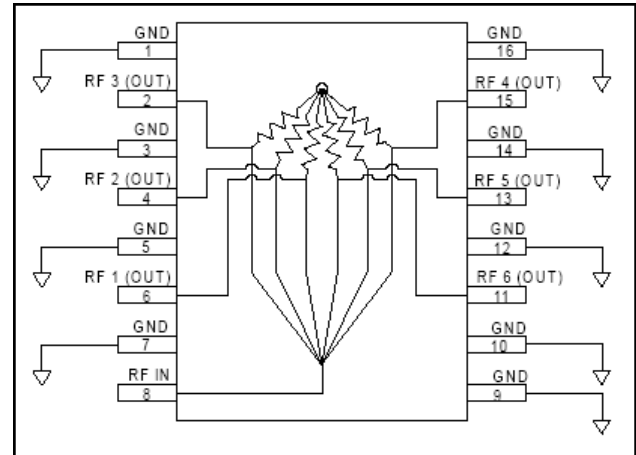 GND
1
RF 3 (OUT)
2
GND
3
RF 2 (OUT)
4
GND
5
RF 1 (OUT)
6
GND
7
RF IN
8
GND
16
RF 4 (OUT)
15
GND
14
RF 5 (OUT)
13
GND
12
RF 6 (OUT)
11
GND
10
GND
9